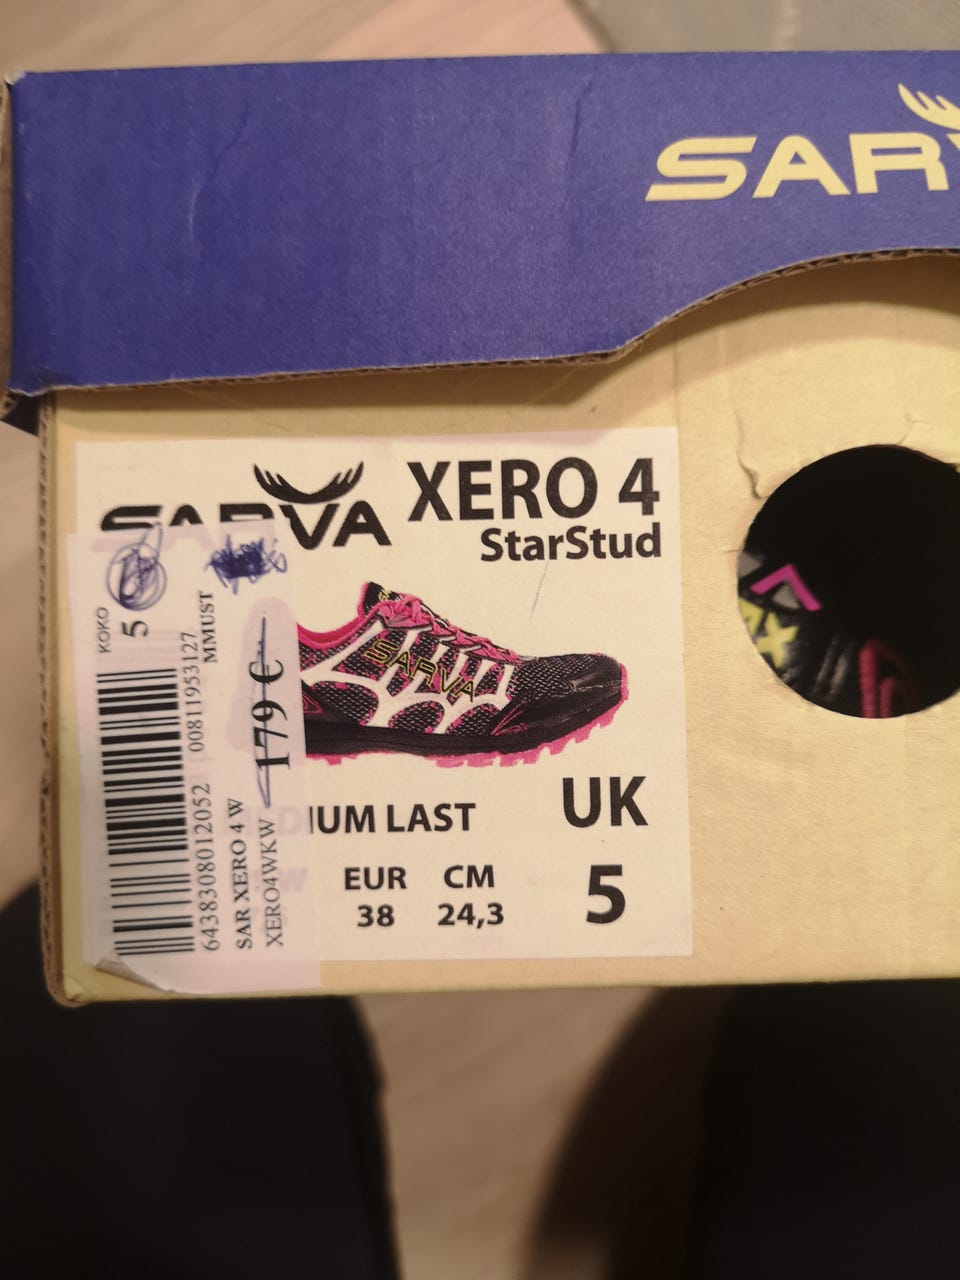 SARV
SARVA XERO 4
StarStud
SARVA
IUM LAST
UK
EUR CM
5
38 24,3
KOKO
5
6438308012052 00811953127
MMUST
SAR XERO 4 W
XERO4WKW
179 €